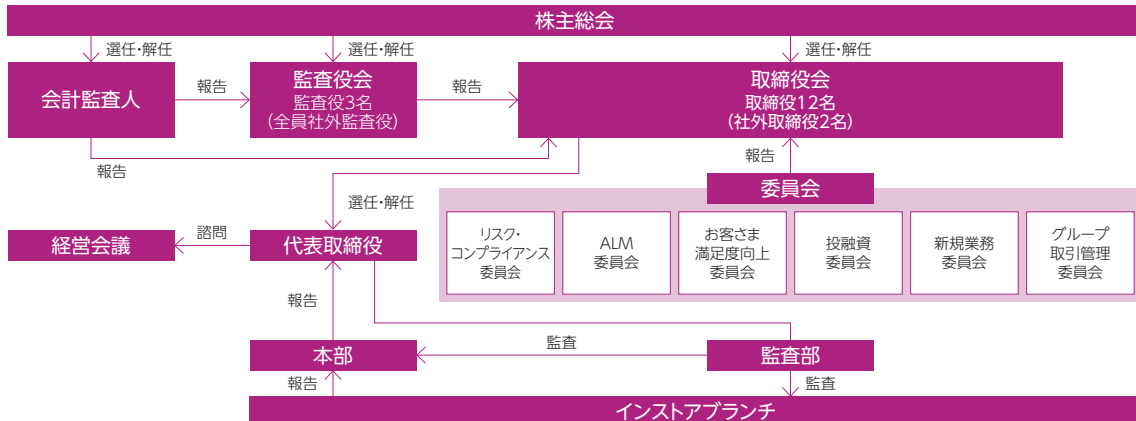 株主総会
選任・解任
選任・解任
選任・解任
会計監査人
報告
監査役会
監査役3名
(全員社外監査役)
報告
取締役会
取締役12名
(社外取締役2名)
報告
報告
委員会
選任・解任
経営会議
諮問
代表取締役
リスク・
コンプライアンス
委員会
ALM
委員会
お客さま
満足度向上
委員会
投融資
委員会
新規業務
委員会
グループ
取引管理
委員会
報告
本部
監査
監査部
報告
監査
インストアブランチ